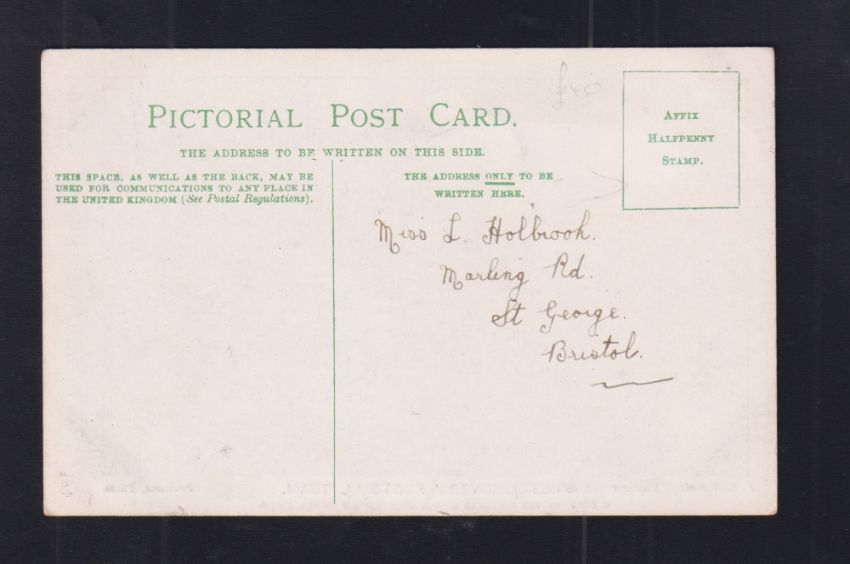 £40
PICTORIAL POST CARD.
THE ADDRESS TO BE WRITTEN ON THIS SIDE.
AFFIX
HALFPENNY
STAMP.
THIS SPACE, AS WELL AS THE BACK, MAY BE
USED FOR COMMUNICATIONS TO ANY PLACE IN
THE UNITED KINGDOM (See Postal Regulations).
THE ADDRESS ONLY TO BE
WRITTEN HERE.
Miss L. Holbrook.
Marling Rd.
St George.
Bristol.